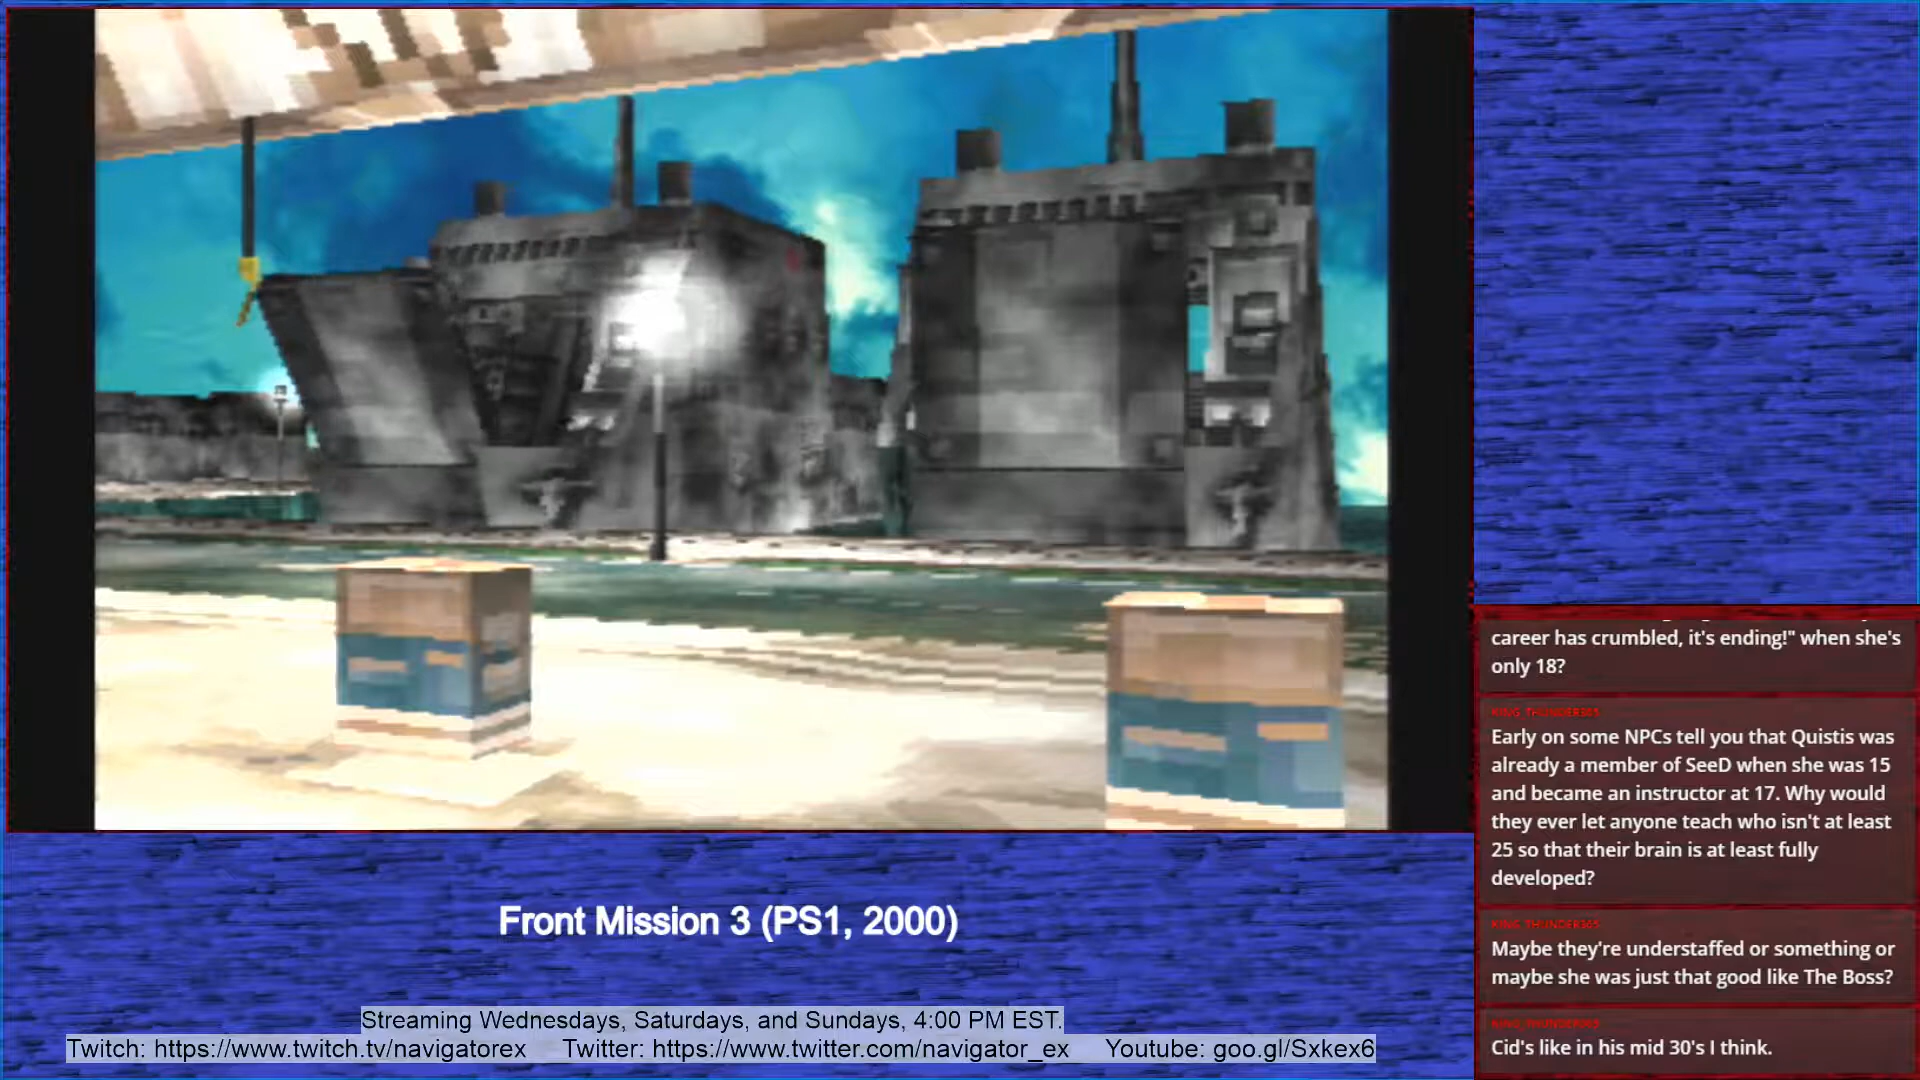 career has crumbled, it's ending!" when she's
only 18?
KING_THUNDER305
Early on some NPCs tell you that Quistis was
already a member of SeeD when she was 15
and became an instructor at 17. Why would
they ever let anyone teach who isn't at least
25 so that their brain is at least fully
developed?
KING_THUNDER305
Maybe they're understaffed or something or
maybe she was just that good like The Boss?
KING_THUNDER305
Cid's like in his mid 30's I think.
Front Mission 3 (PS1, 2000)
Streaming Wednesdays, Saturdays, and Sundays, 4:00 PM EST.
Twitch: https://www.twitch.tv/navigatorex Twitter: https://www.twitter.com/navigator_ex Youtube: goo.gl/Sxkex6